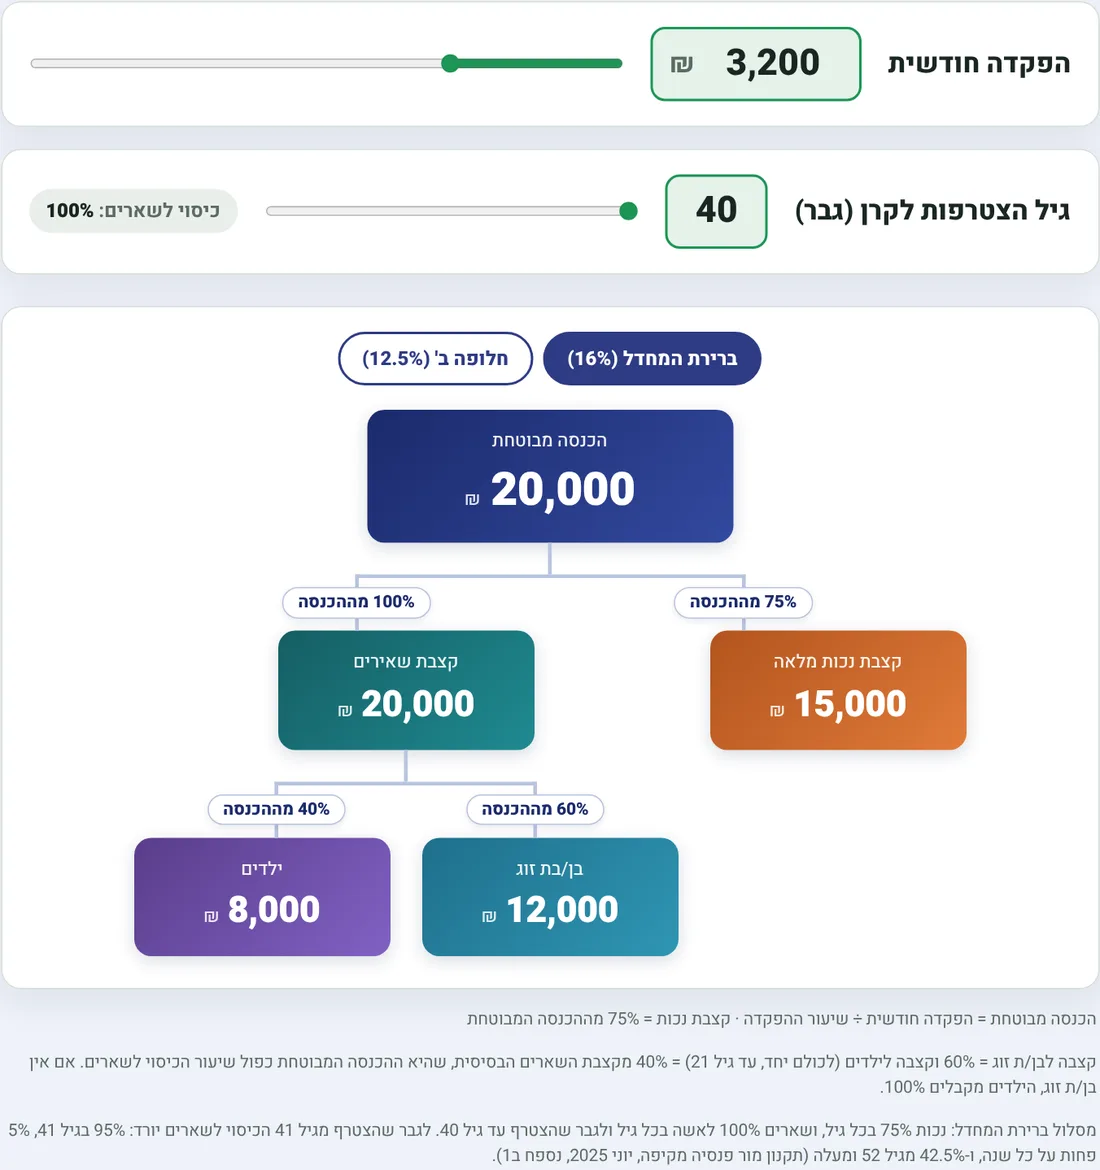 הפקדה חודשית
3,200 ₪
גיל הצטרפות לקרן (גבר)
40
כיסוי לשארים: 100%
ברירת המחדל (16%)
חלופה ב' (12.5%)
הכנסה מבוטחת
20,000 ₪
75% מההכנסה
100% מההכנסה
קצבת נכות מלאה
15,000 ₪
קצבת שאירים
20,000 ₪
60% מההכנסה
40% מההכנסה
בן/בת זוג
12,000 ₪
ילדים
8,000 ₪
הכנסה מבוטחת = הפקדה חודשית ÷ שיעור ההפקדה · קצבת נכות = 75% מההכנסה המבוטחת
קצבה לבן/ת זוג = 60% וקצבה לילדים (לכולם יחד, עד גיל 21) = 40% מקצבת השארים הבסיסית, שהיא ההכנסה המבוטחת כפול שיעור הכיסוי לשארים. אם אין
בן/ת זוג, הילדים מקבלים 100%.
מסלול ברירת המחדל: נכות 75% בכל גיל, ושארים 100% לאשה בכל גיל ולגבר שהצטרף עד גיל 40. לגבר שהצטרף מגיל 41 הכיסוי לשארים יורד: 95% בגיל 41, 5%
פחות על כל שנה, ו-42.5% מגיל 52 ומעלה (תקנון מור פנסיה מקיפה, יוני 2025, נספח ב1).